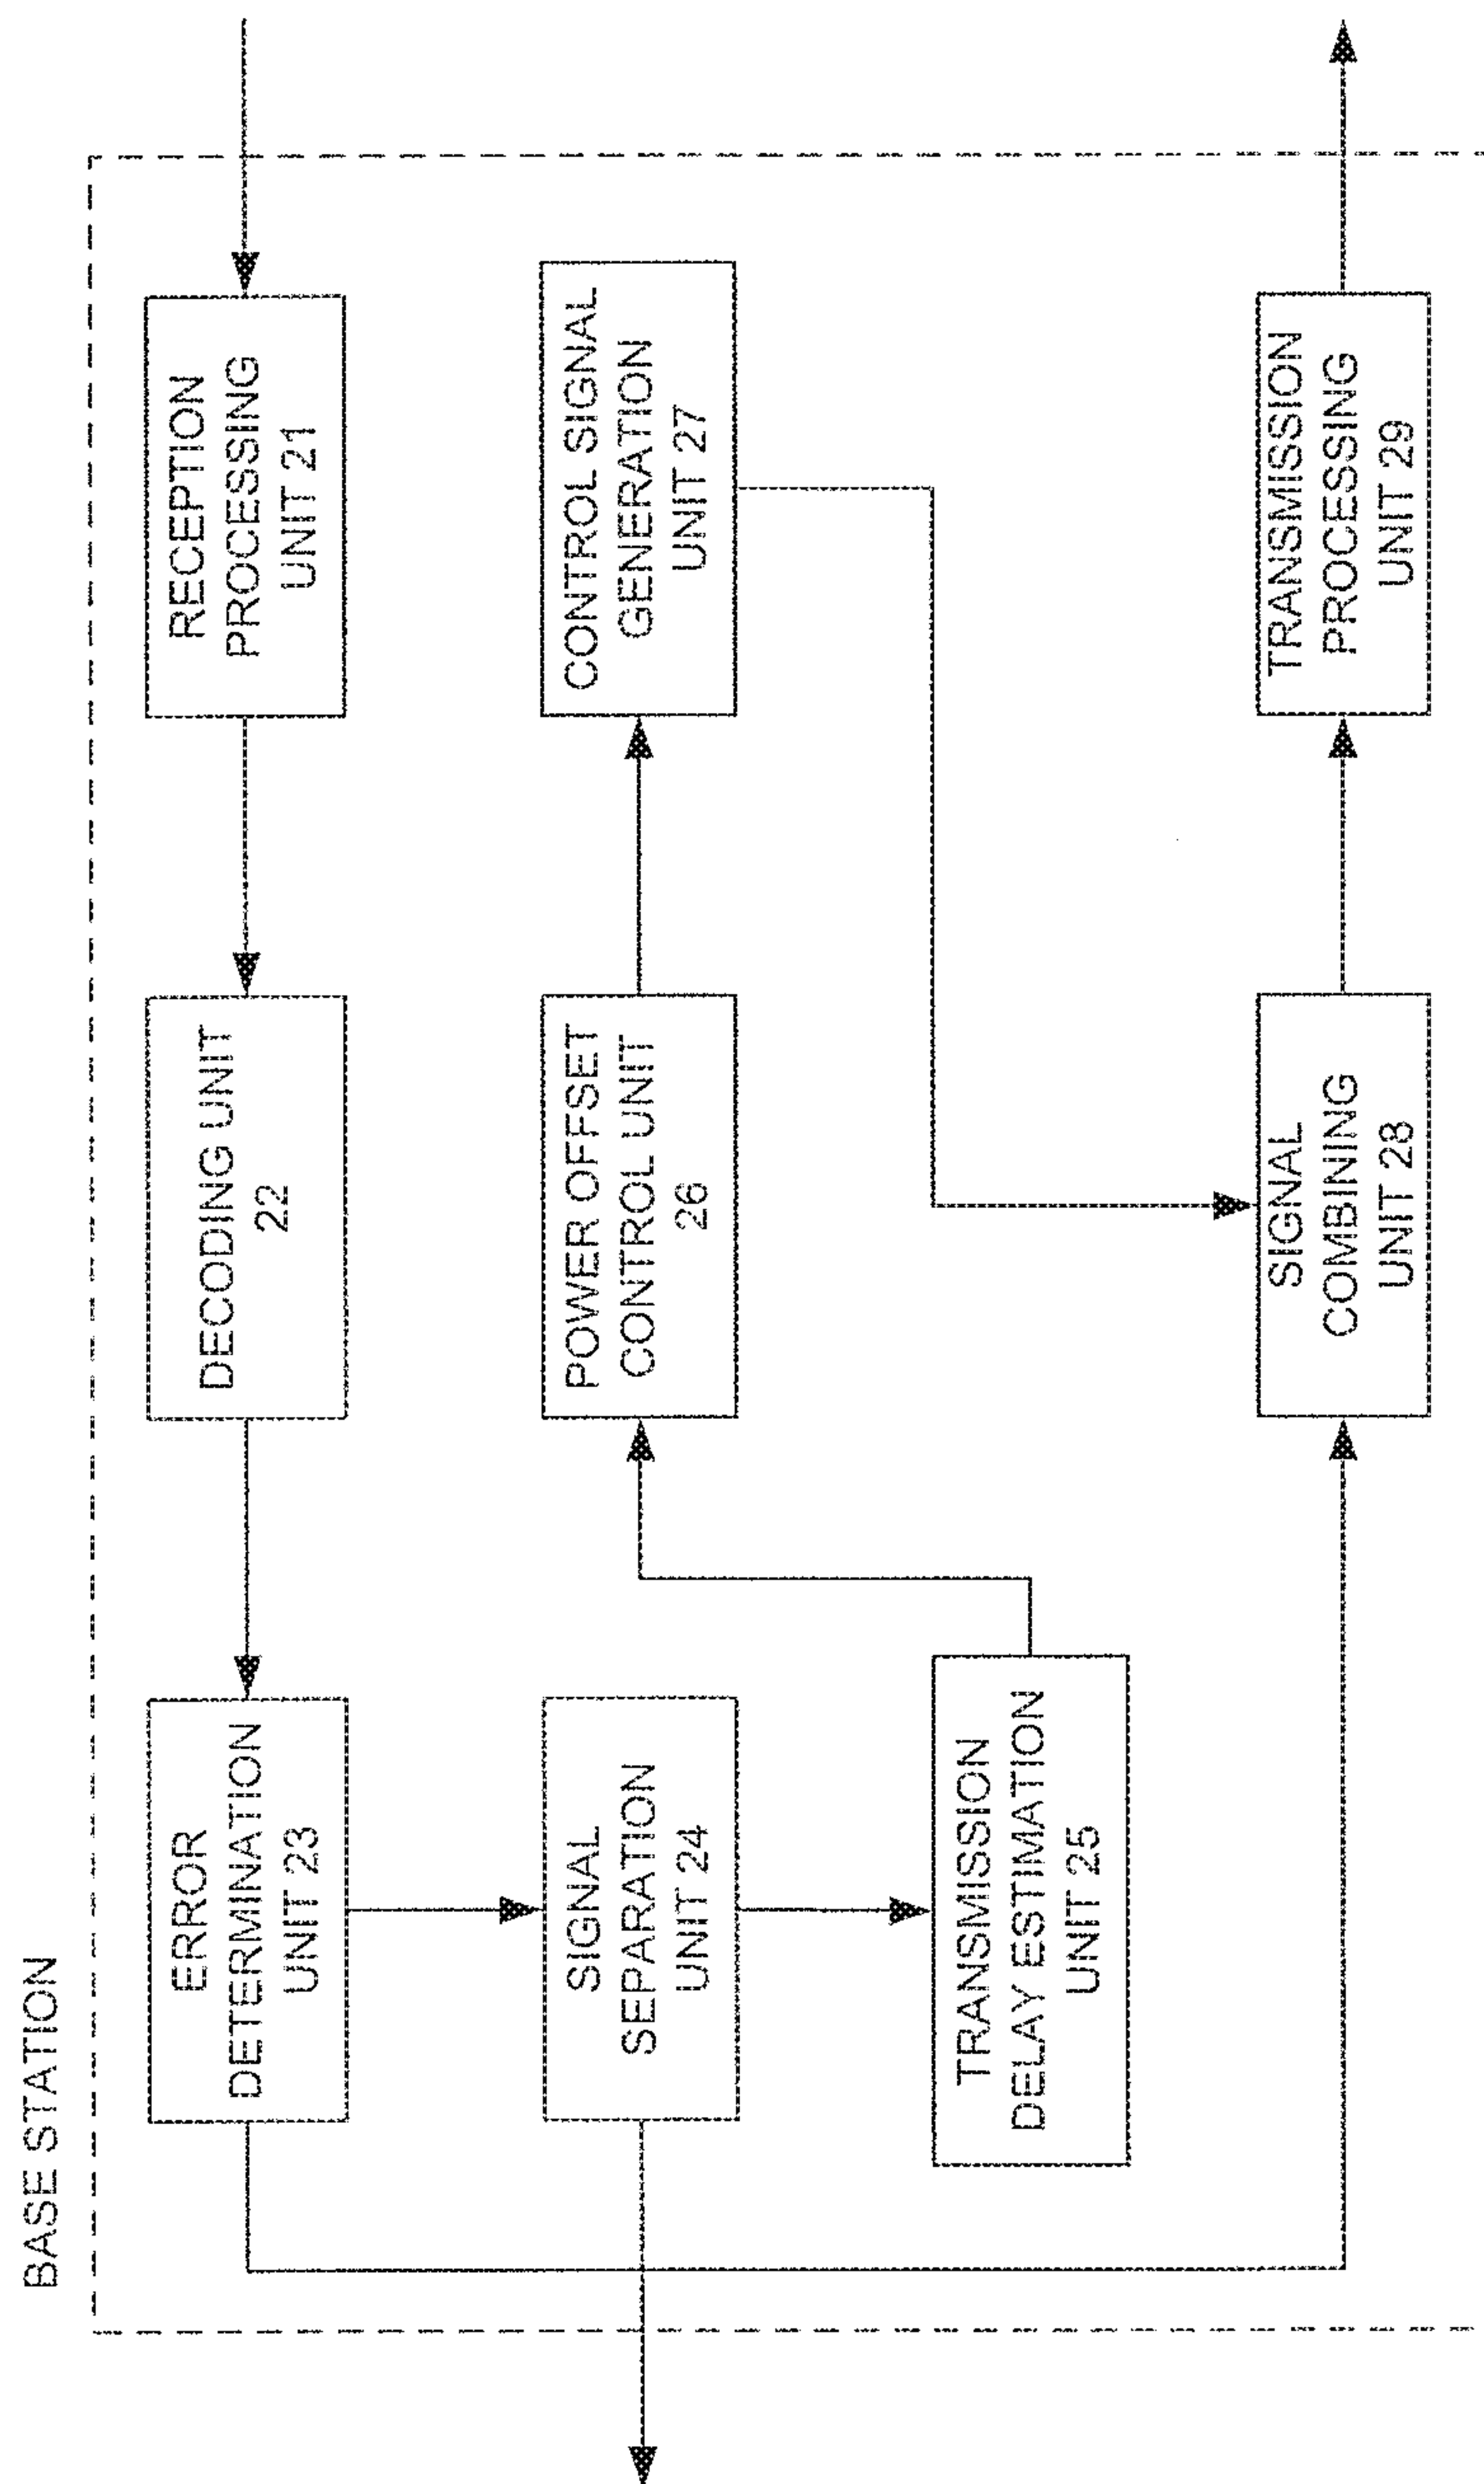 BASE STATION
ERROR
DETERMINATION
UNIT 23
DECODING UNIT
22
RECEPTION
PROCESSING
UNIT 21
SIGNAL
SEPARATION
UNIT 24
POWER OFFSET
CONTROL UNIT
26
CONTROL SIGNAL
GENERATION
UNIT 27
TRANSMISSION
DELAY ESTIMATION
UNIT 25
SIGNAL
COMBINING
UNIT 28
TRANSMISSION
PROCESSING
UNIT 29